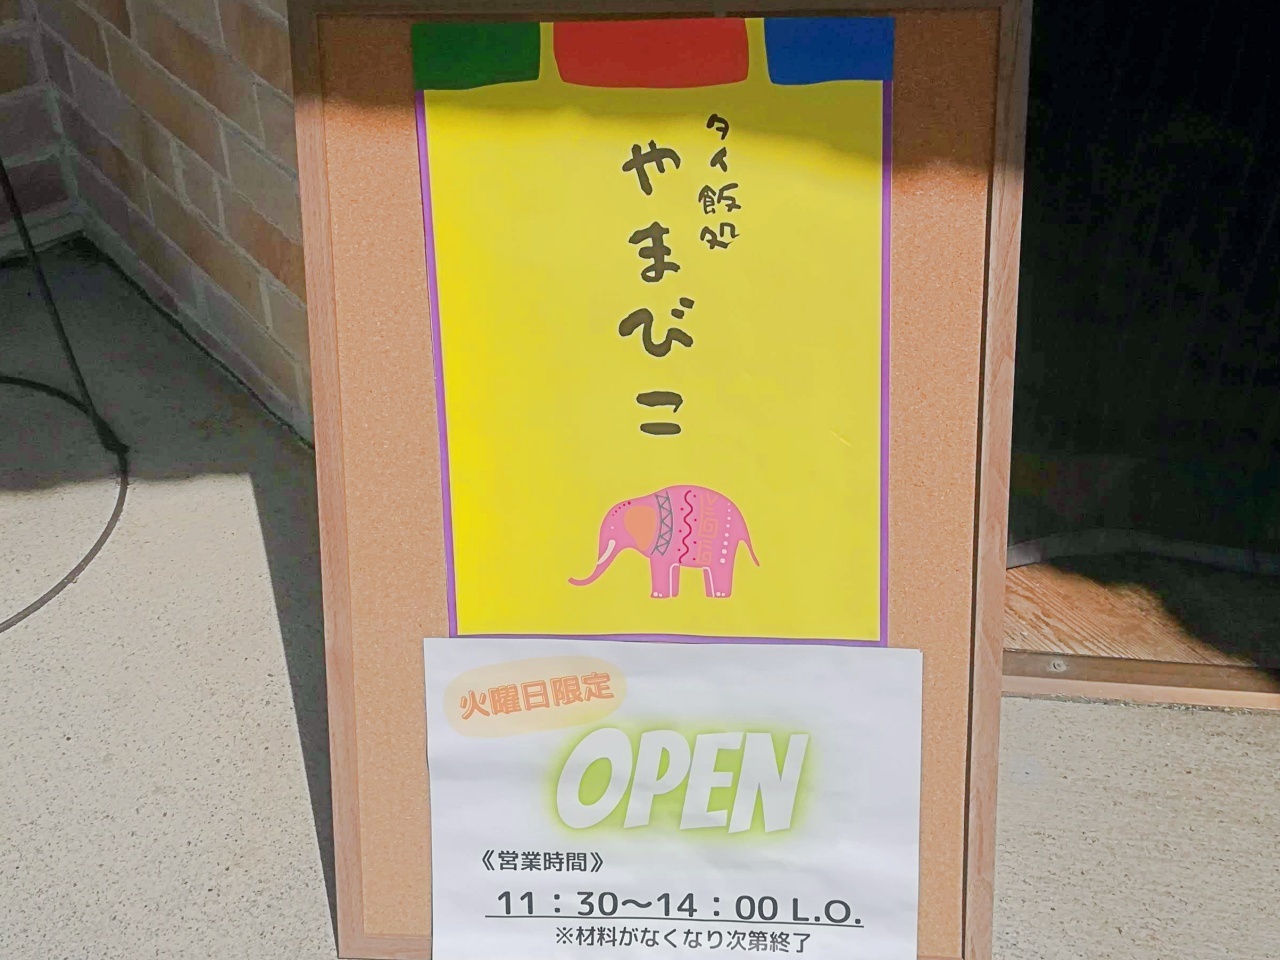 タイ飯処
やまびこ
火曜日限定
OPEN
《営業時間》
11：30～14：00 L.O.
※材料がなくなり次第終了